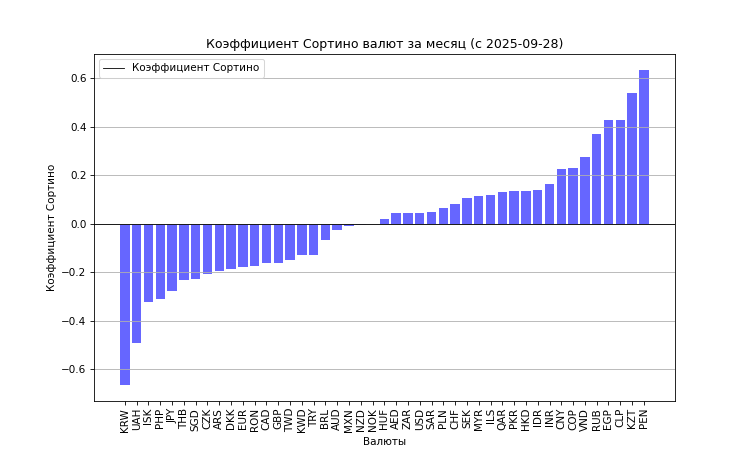 Коэффициент Сортино валют за месяц (с 2025-09-28)
Коэффициент Сортино
0.6
0.4
0.2
0.0
−0.2
−0.4
−0.6
Коэффициент Сортино
KRW UAH ISK PHP JPY THB SGD CZK ARS DKK EUR RON CAD GBP TWD KWD TRY BRL AUD MXN NZD NOK HUF AED ZAR USD SAR PLN CHF SEK MYR ILS QAR PKR HKD IDR INR CNY COP VND RUB EGP CLP KZT PEN
Валюты